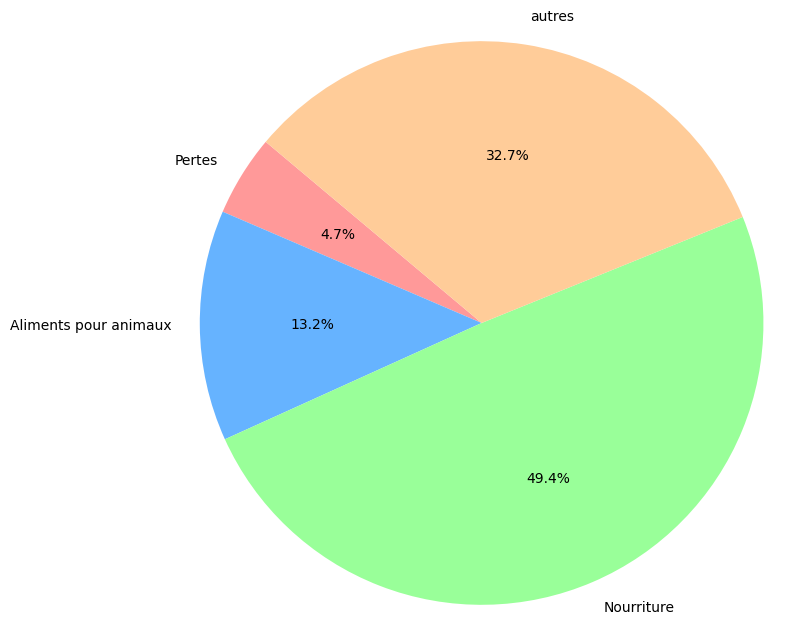 autres
32.7%
Pertes
4.7%
Aliments pour animaux
13.2%
49.4%
Nourriture